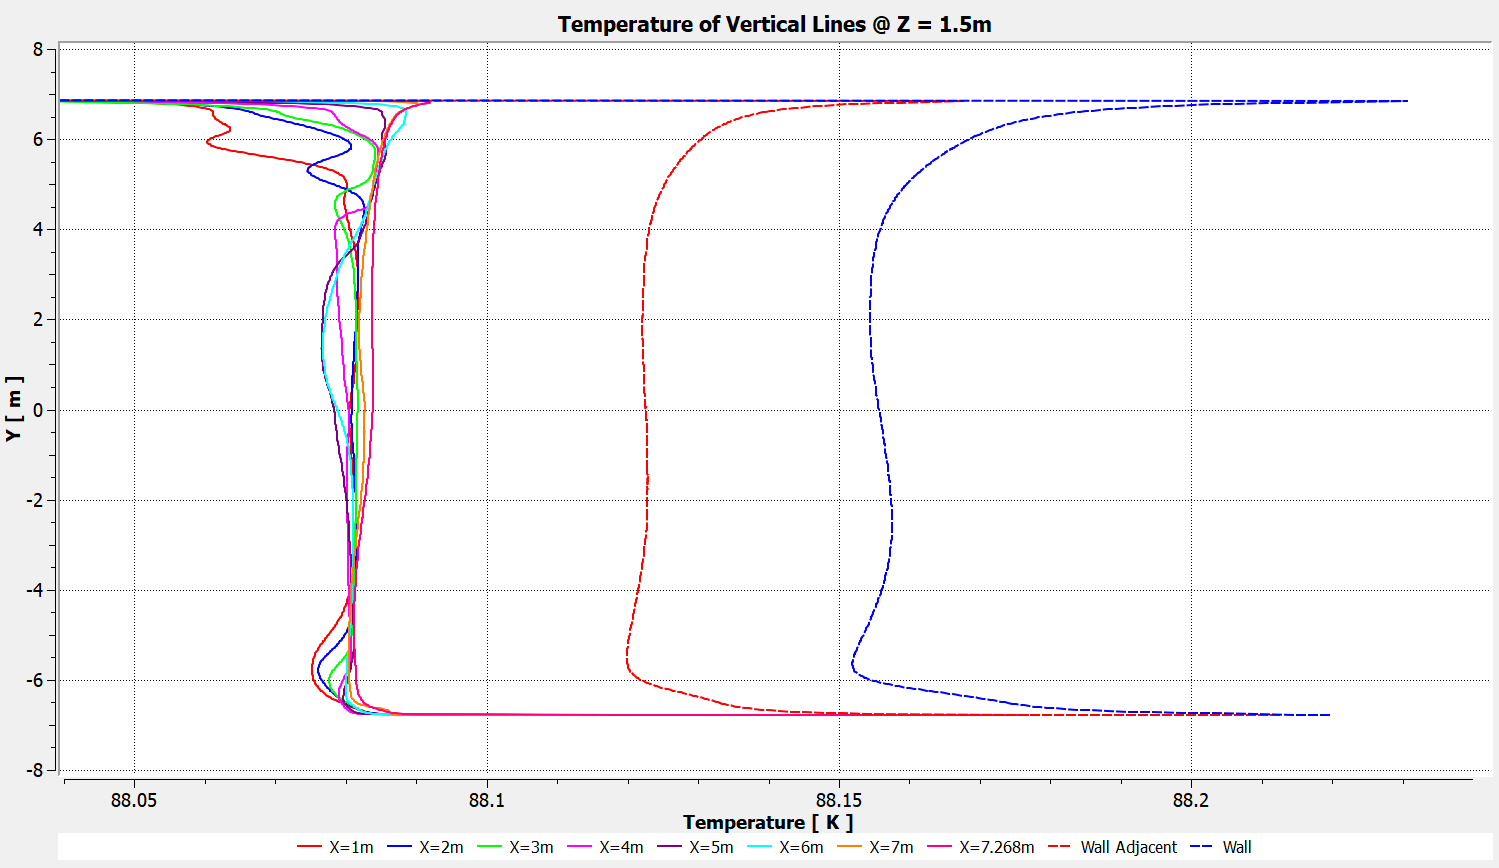 Temperature of Vertical Lines @ Z = 1.5m
8
6
4
2
0
-2
-4
-6
-8
Y [ m ]
88.05 88.1 88.15 88.2
Temperature [ K ]
X=1m X=2m X=3m X=4m X=5m X=6m X=7m X=7.268m Wall Adjacent Wall